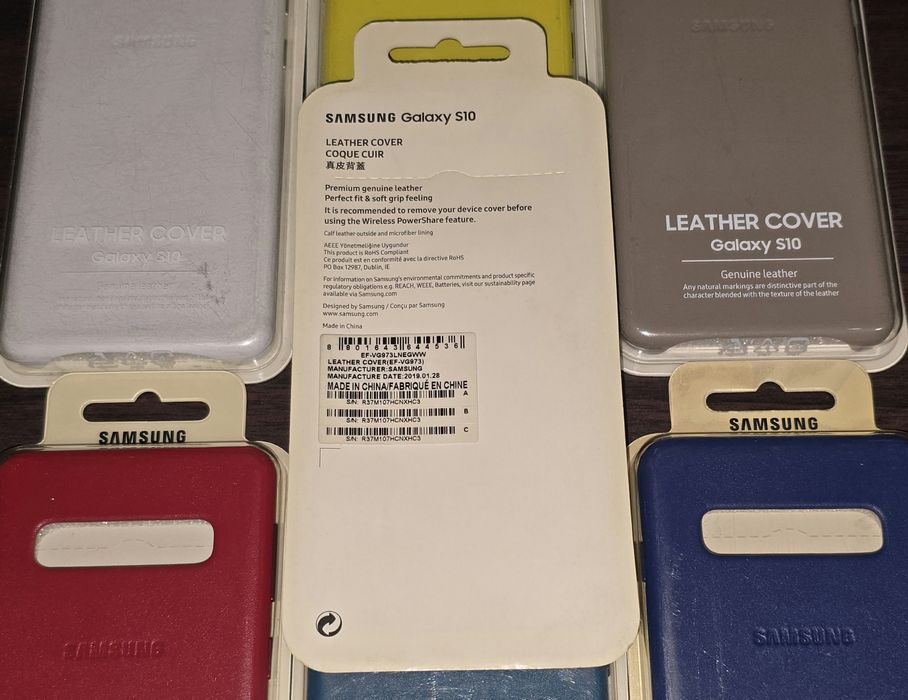 SAMSUNG
LEATHER COVER
Galaxy S10
SAMSUNG Galaxy S10
LEATHER COVER
COQUE CUIR
真皮背蓋
Premium genuine leather
Perfect fit & soft grip feeling
It is recommended to remove your device cover before
using the Wireless PowerShare feature.
Calf leather outside and microfiber lining
AEEE Yönetmeliğine Uygundur
This product is RoHS Compliant
Ce produit est en conformité avec la directive RoHS
PO Box 12987, Dublin, IE
For information on Samsung's environmental commitments and product specific
regulatory obligations e.g. REACH, WEEE, Batteries, visit our sustainability page
available via Samsung.com
Designed by Samsung / Conçu par Samsung
www.samsung.com
Made in China
8 801643 644536
EF-VG973LNEGWW
LEATHER COVER(EF-VG973)
MANUFACTURER:SAMSUNG
MANUFACTURE DATE:2019.01.28
MADE IN CHINA/FABRIQUÉ EN CHINE
A
S/N: R37M107HCNXHC3
B
S/N: R37M107HCNXHC3
C
S/N: R37M107HCNXHC3
SAMSUNG
LEATHER COVER
Galaxy S10
Genuine leather
Any natural markings are distinctive part of the
character blended with the texture of the leather
SAMSUNG
SAMSUNG
SAMSUNG
SAMSUNG